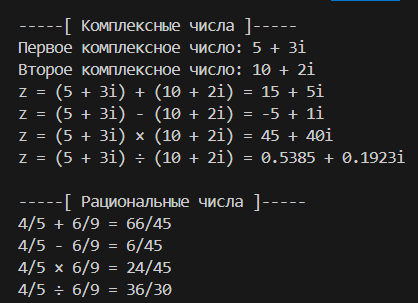 -----[ Комплексные числа ]-----
Первое комплексное число: 5 + 3i
Второе комплексное число: 10 + 2i
z = (5 + 3i) + (10 + 2i) = 15 + 5i
z = (5 + 3i) - (10 + 2i) = -5 + 1i
z = (5 + 3i) × (10 + 2i) = 45 + 40i
z = (5 + 3i) ÷ (10 + 2i) = 0.5385 + 0.1923i
-----[ Рациональные числа ]-----
4/5 + 6/9 = 66/45
4/5 - 6/9 = 6/45
4/5 × 6/9 = 24/45
4/5 ÷ 6/9 = 36/30